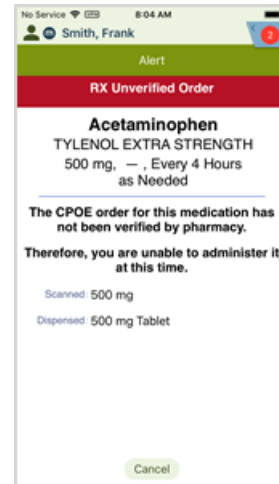 No Service VPN 8:04 AM
Smith, Frank 2
Alert
RX Unverified Order
Acetaminophen
TYLENOL EXTRA STRENGTH
500 mg, — , Every 4 Hours
as Needed
The CPOE order for this medication has
not been verified by pharmacy.
Therefore, you are unable to administer it
at this time.
Scanned: 500 mg
Dispensed: 500 mg Tablet
Cancel